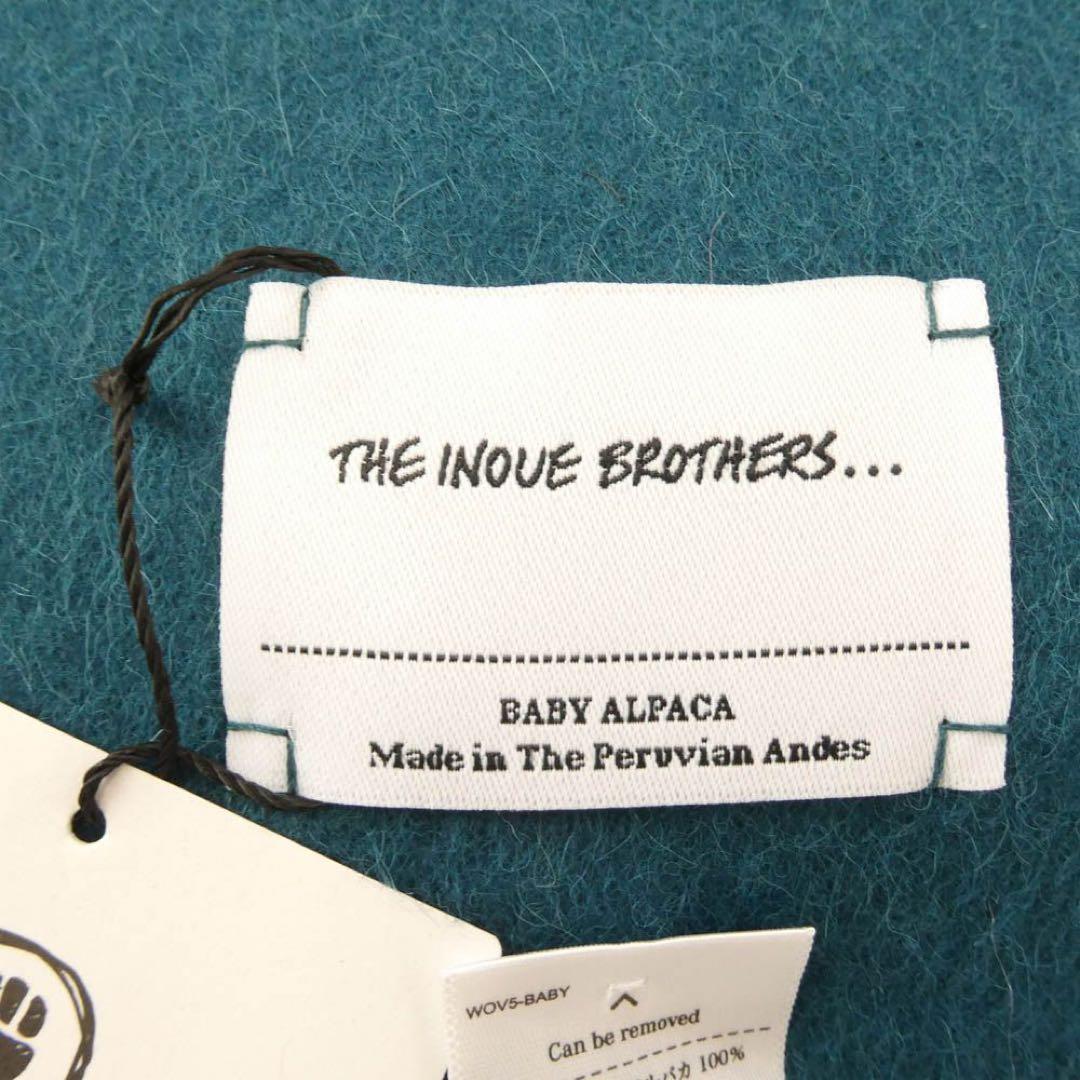 THE INOUE BROTHERS...
BABY ALPACA
Made in The Peruvian Andes
WOV5-BABY
Can be removed
パカ 100%